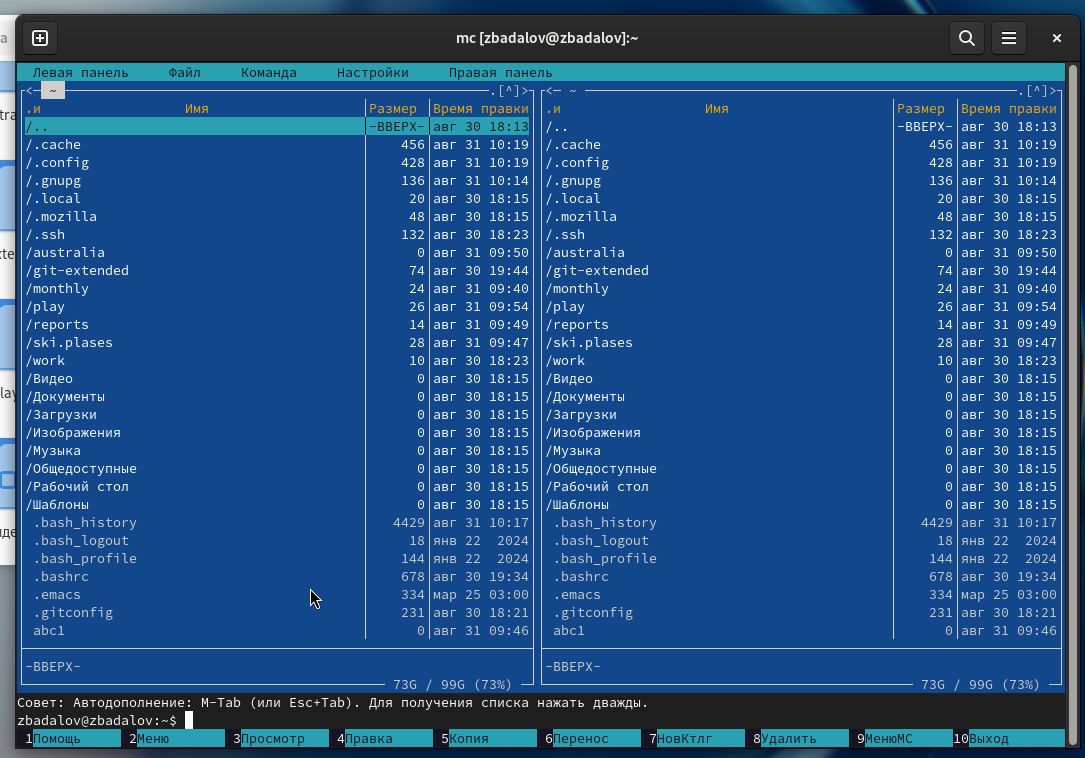 mc [zbadalov@zbadalov]:~
Левая панель Файл Команда Настройки Правая панель
<— ~ .[^]> <— ~ .[^]>
.и Имя Размер Время правки .и Имя Размер Время правки
/.. -ВВЕРХ- авг 30 18:13 /.. -ВВЕРХ- авг 30 18:13
/.cache 456 авг 31 10:19 /.cache 456 авг 31 10:19
/.config 428 авг 31 10:19 /.config 428 авг 31 10:19
/.gnupg 136 авг 31 10:14 /.gnupg 136 авг 31 10:14
/.local 20 авг 30 18:15 /.local 20 авг 30 18:15
/.mozilla 48 авг 30 18:15 /.mozilla 48 авг 30 18:15
/.ssh 132 авг 30 18:23 /.ssh 132 авг 30 18:23
/australia 0 авг 31 09:50 /australia 0 авг 31 09:50
/git-extended 74 авг 30 19:44 /git-extended 74 авг 30 19:44
/monthly 24 авг 31 09:40 /monthly 24 авг 31 09:40
/play 26 авг 31 09:54 /play 26 авг 31 09:54
/reports 14 авг 31 09:49 /reports 14 авг 31 09:49
/ski.plases 28 авг 31 09:47 /ski.plases 28 авг 31 09:47
/work 10 авг 30 18:23 /work 10 авг 30 18:23
/Видео 0 авг 30 18:15 /Видео 0 авг 30 18:15
/Документы 0 авг 30 18:15 /Документы 0 авг 30 18:15
/Загрузки 0 авг 30 18:15 /Загрузки 0 авг 30 18:15
/Изображения 0 авг 30 18:15 /Изображения 0 авг 30 18:15
/Музыка 0 авг 30 18:15 /Музыка 0 авг 30 18:15
/Общедоступные 0 авг 30 18:15 /Общедоступные 0 авг 30 18:15
/Рабочий стол 0 авг 30 18:15 /Рабочий стол 0 авг 30 18:15
/Шаблоны 0 авг 30 18:15 /Шаблоны 0 авг 30 18:15
.bash_history 4429 авг 31 10:17 .bash_history 4429 авг 31 10:17
.bash_logout 18 янв 22 2024 .bash_logout 18 янв 22 2024
.bash_profile 144 янв 22 2024 .bash_profile 144 янв 22 2024
.bashrc 678 авг 30 19:34 .bashrc 678 авг 30 19:34
.emacs 334 мар 25 03:00 .emacs 334 мар 25 03:00
.gitconfig 231 авг 30 18:21 .gitconfig 231 авг 30 18:21
abc1 0 авг 31 09:46 abc1 0 авг 31 09:46
-ВВЕРХ- -ВВЕРХ-
73G / 99G (73%) 73G / 99G (73%)
Совет: Автодополнение: M-Tab (или Esc+Tab). Для получения списка нажать дважды.
zbadalov@zbadalov:~$
1Помощь 2Меню 3Просмотр 4Правка 5Копия 6Перенос 7НовКтлг 8Удалить 9МенюMC 10Выход